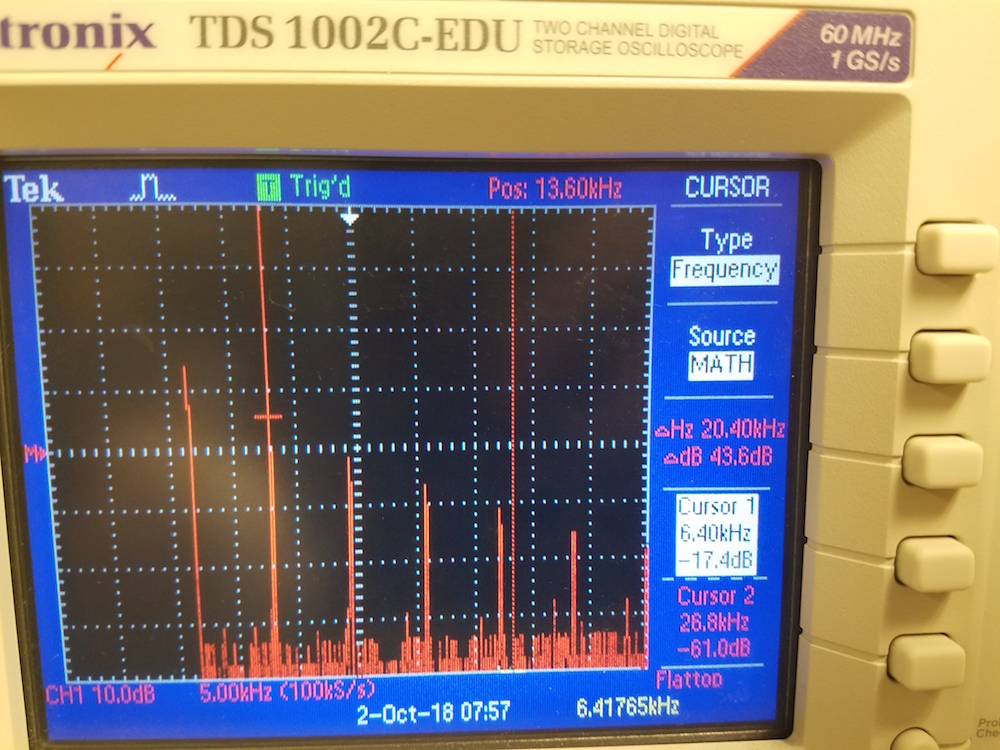 tronix TDS 1002C-EDU TWO CHANNEL DIGITAL
STORAGE OSCILLOSCOPE
60 MHz
1 GS/s
Tek T Trig'd Pos: 13.60kHz CURSOR
Type
Frequency
Source
MATH
M
ΔHz 20.40kHz
ΔdB 43.6dB
Cursor 1
6.40kHz
-17.4dB
Cursor 2
26.8kHz
-61.0dB
CH1 10.0dB 5.00kHz (100kS/s) Flattop
2-Oct-18 07:57 6.41765kHz